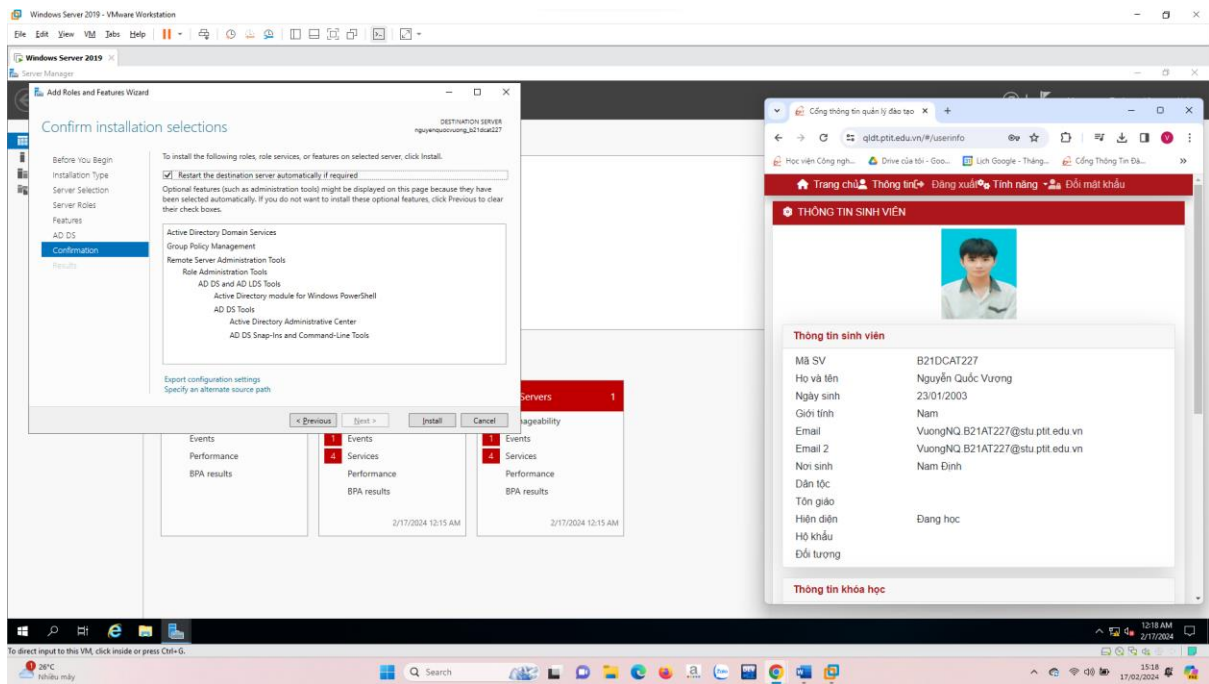 Windows Server 2019 - VMware Workstation
File Edit View VM Tabs Help
Windows Server 2019
Server Manager
Add Roles and Features Wizard
Confirm installation selections
DESTINATION SERVER
nguyenquocvuong_b21dcat227
Before You Begin
Installation Type
Server Selection
Server Roles
Features
AD DS
Confirmation
Results
To install the following roles, role services, or features on selected server, click Install.
Restart the destination server automatically if required
Optional features (such as administration tools) might be displayed on this page because they have
been selected automatically. If you do not want to install these optional features, click Previous to clear
their check boxes.
Active Directory Domain Services
Group Policy Management
Remote Server Administration Tools
Role Administration Tools
AD DS and AD LDS Tools
Active Directory module for Windows PowerShell
AD DS Tools
Active Directory Administrative Center
AD DS Snap-Ins and Command-Line Tools
Export configuration settings
Specify an alternate source path
< Previous Next > Install Cancel
Servers 1
Events
Performance
BPA results
1 Events
4 Services
Performance
BPA results
2/17/2024 12:15 AM
1 Events
4 Services
Performance
BPA results
2/17/2024 12:15 AM
Cổng thông tin quản lý đào tạo
qldt.ptit.edu.vn/#/userinfo
Học viện Công ngh... Drive của tôi - Goo... Lịch Google - Tháng... Cổng Thông Tin Đà...
Trang chủ Thông tin Đăng xuất Tính năng Đổi mật khẩu
THÔNG TIN SINH VIÊN
Thông tin sinh viên
Mã SV B21DCAT227
Họ và tên Nguyễn Quốc Vượng
Ngày sinh 23/01/2003
Giới tính Nam
Email VuongNQ.B21AT227@stu.ptit.edu.vn
Email 2 VuongNQ.B21AT227@stu.ptit.edu.vn
Nơi sinh Nam Định
Dân tộc
Tôn giáo
Hiện diện Đang học
Hộ khẩu
Đối tượng
Thông tin khóa học
12:18 AM
2/17/2024
To direct input to this VM, click inside or press Ctrl+G.
26°C
Nhiều mây
Search
15:18
17/02/2024